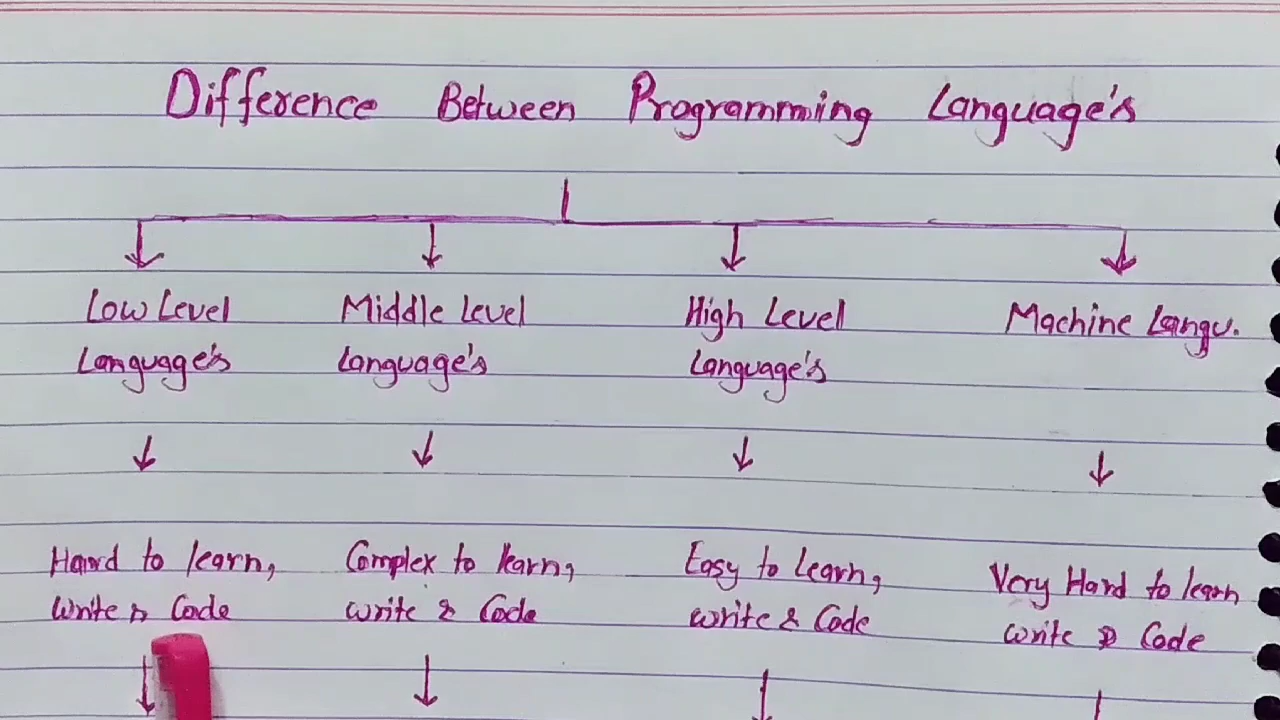 Difference Between Programming Language's
Low Level
Language's
Middle Level
Language's
High Level
Language's
Machine Langu.
Hard to learn,
Write & Code
Complex to learn,
write & Code
Easy to Learn,
write & Code
Very Hard to learn
write & Code